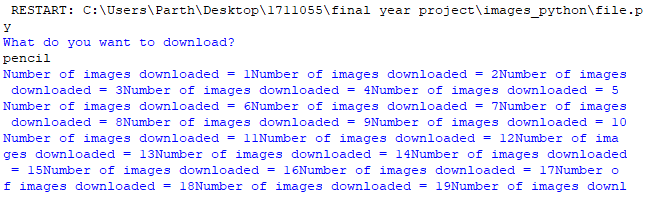 RESTART: C:\Users\Parth\Desktop\1711055\final year project\images_python\file.p
y
What do you want to download?
pencil
Number of images downloaded = 1Number of images downloaded = 2Number of images
 downloaded = 3Number of images downloaded = 4Number of images downloaded = 5
Number of images downloaded = 6Number of images downloaded = 7Number of images
 downloaded = 8Number of images downloaded = 9Number of images downloaded = 10
Number of images downloaded = 11Number of images downloaded = 12Number of ima
ges downloaded = 13Number of images downloaded = 14Number of images downloaded
 = 15Number of images downloaded = 16Number of images downloaded = 17Number o
f images downloaded = 18Number of images downloaded = 19Number of images downl